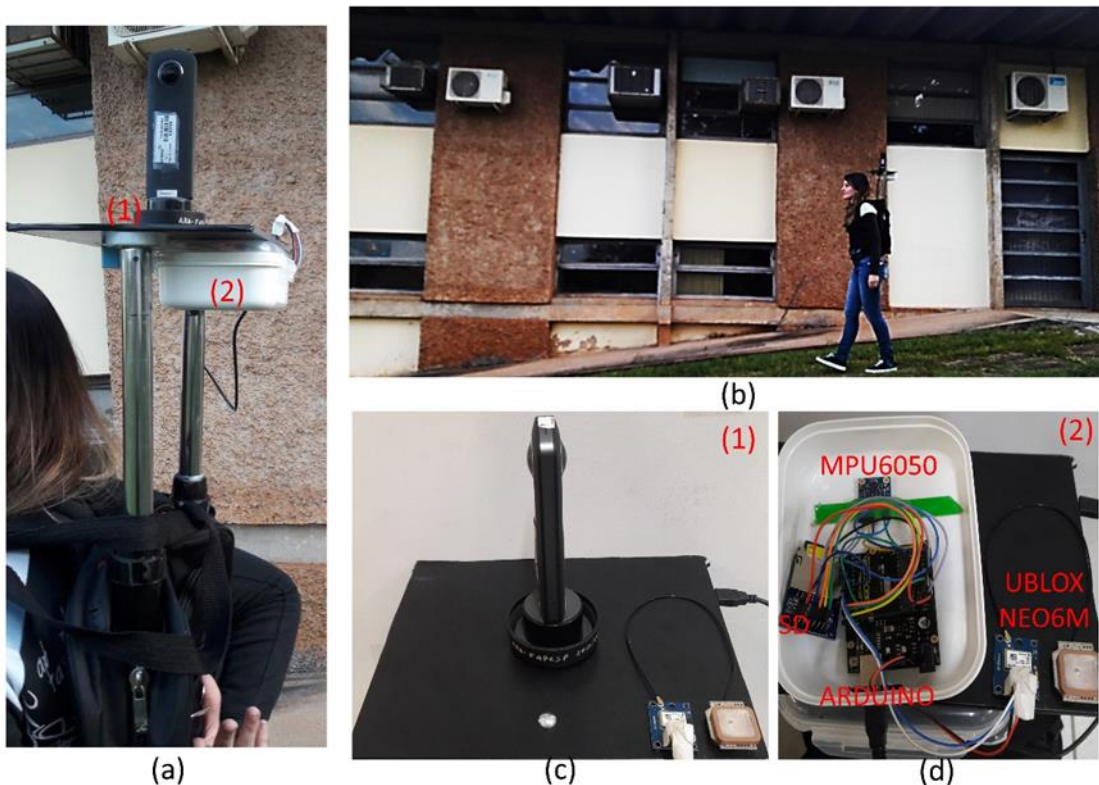 (1)
(2)
(a)
(b)
(1)
(c)
(2)
MPU6050
SD
UBLOX
NEO6M
ARDUINO
(d)